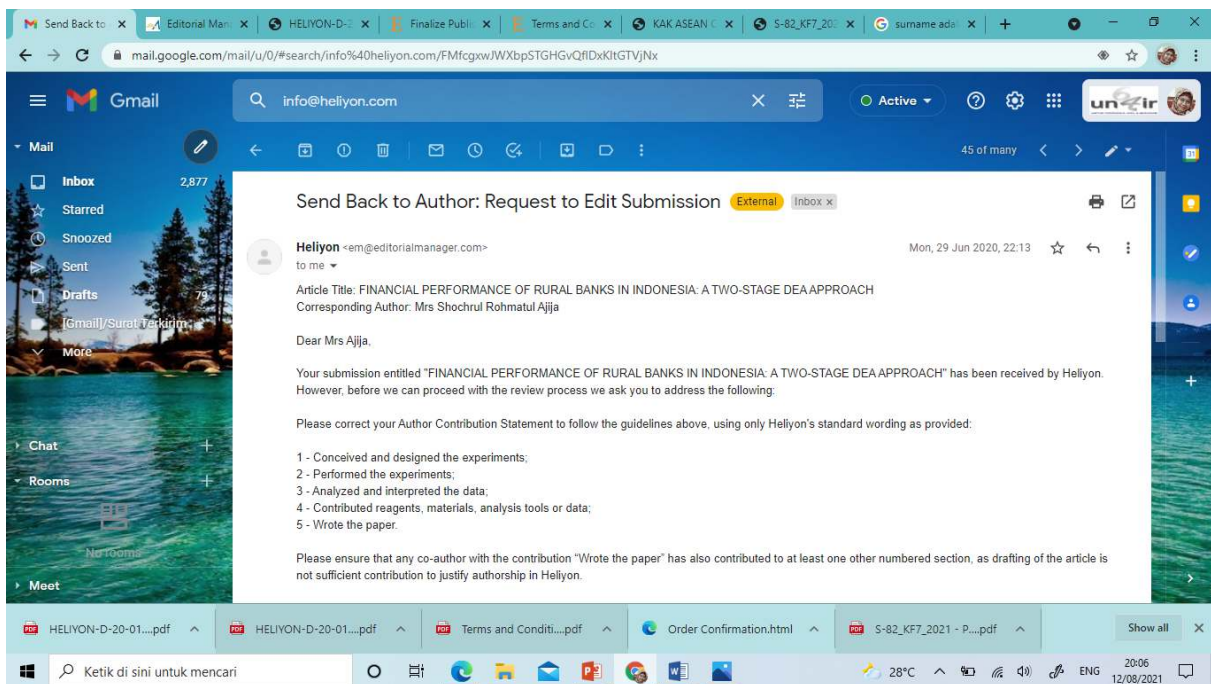 Send Back to
Editorial Man
HELIYON-D-2
Finalize Publi
Terms and Co
KAK ASEAN C
S-82_KF7_202
surname adal
mail.google.com/mail/u/0/#search/info%40heliyon.com/FMfcgxwJWXbpSTGHGvQflDxKltGTVjNx
Gmail
info@heliyon.com
Active
un
ir
Mail
45 of many
Inbox 2,877
Starred
Snoozed
Sent
Drafts 79
[Gmail]/Surat Terkirim
More
Chat
Rooms
No rooms
Meet
Send Back to Author: Request to Edit Submission External Inbox x
Heliyon <em@editorialmanager.com> Mon, 29 Jun 2020, 22:13
to me
Article Title: FINANCIAL PERFORMANCE OF RURAL BANKS IN INDONESIA: A TWO-STAGE DEA APPROACH
Corresponding Author: Mrs Shochrul Rohmatul Ajija
Dear Mrs Ajija,
Your submission entitled "FINANCIAL PERFORMANCE OF RURAL BANKS IN INDONESIA: A TWO-STAGE DEA APPROACH" has been received by Heliyon.
However, before we can proceed with the review process we ask you to address the following:
Please correct your Author Contribution Statement to follow the guidelines above, using only Heliyon's standard wording as provided:
1 - Conceived and designed the experiments;
2 - Performed the experiments;
3 - Analyzed and interpreted the data;
4 - Contributed reagents, materials, analysis tools or data;
5 - Wrote the paper.
Please ensure that any co-author with the contribution "Wrote the paper" has also contributed to at least one other numbered section, as drafting of the article is
not sufficient contribution to justify authorship in Heliyon.
HELIYON-D-20-01....pdf
HELIYON-D-20-01....pdf
Terms and Conditi....pdf
Order Confirmation.html
S-82_KF7_2021 - P....pdf
Show all
Ketik di sini untuk mencari
28°C
ENG
20:06
12/08/2021